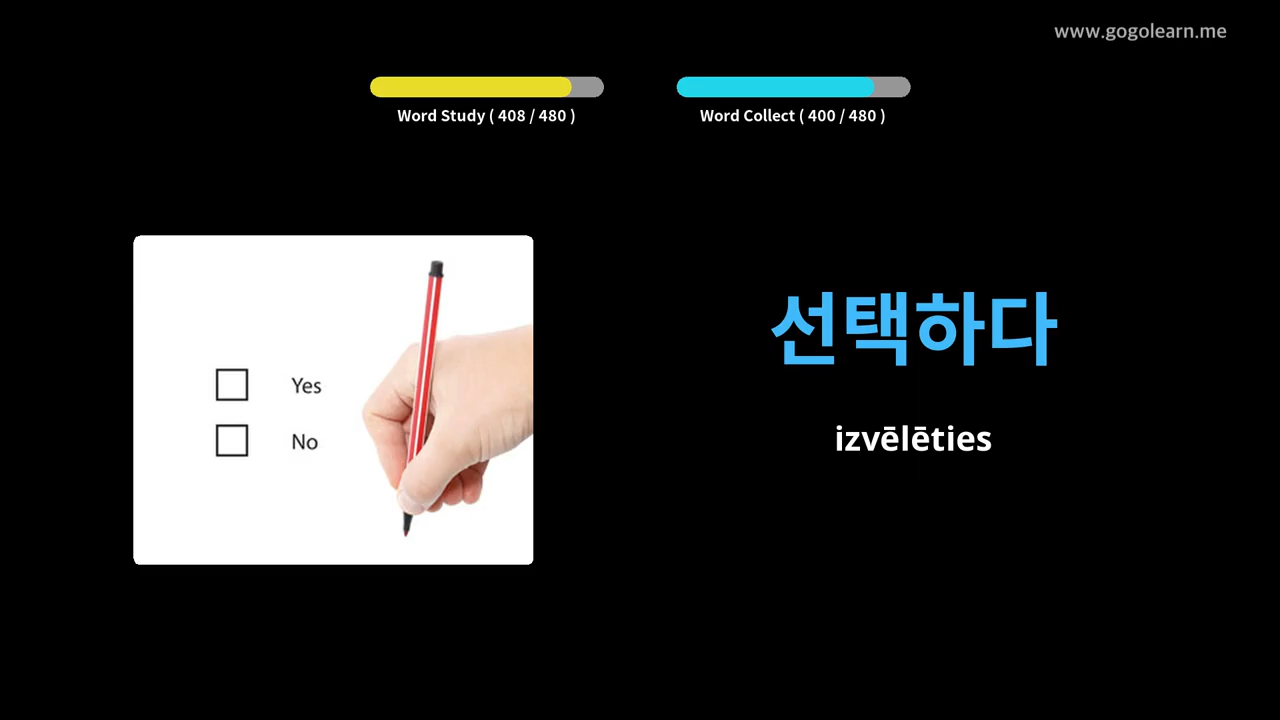 www.gogolearn.me
Word Study ( 408 / 480 )
Word Collect ( 400 / 480 )
Yes
No
선택하다
izvēlēties